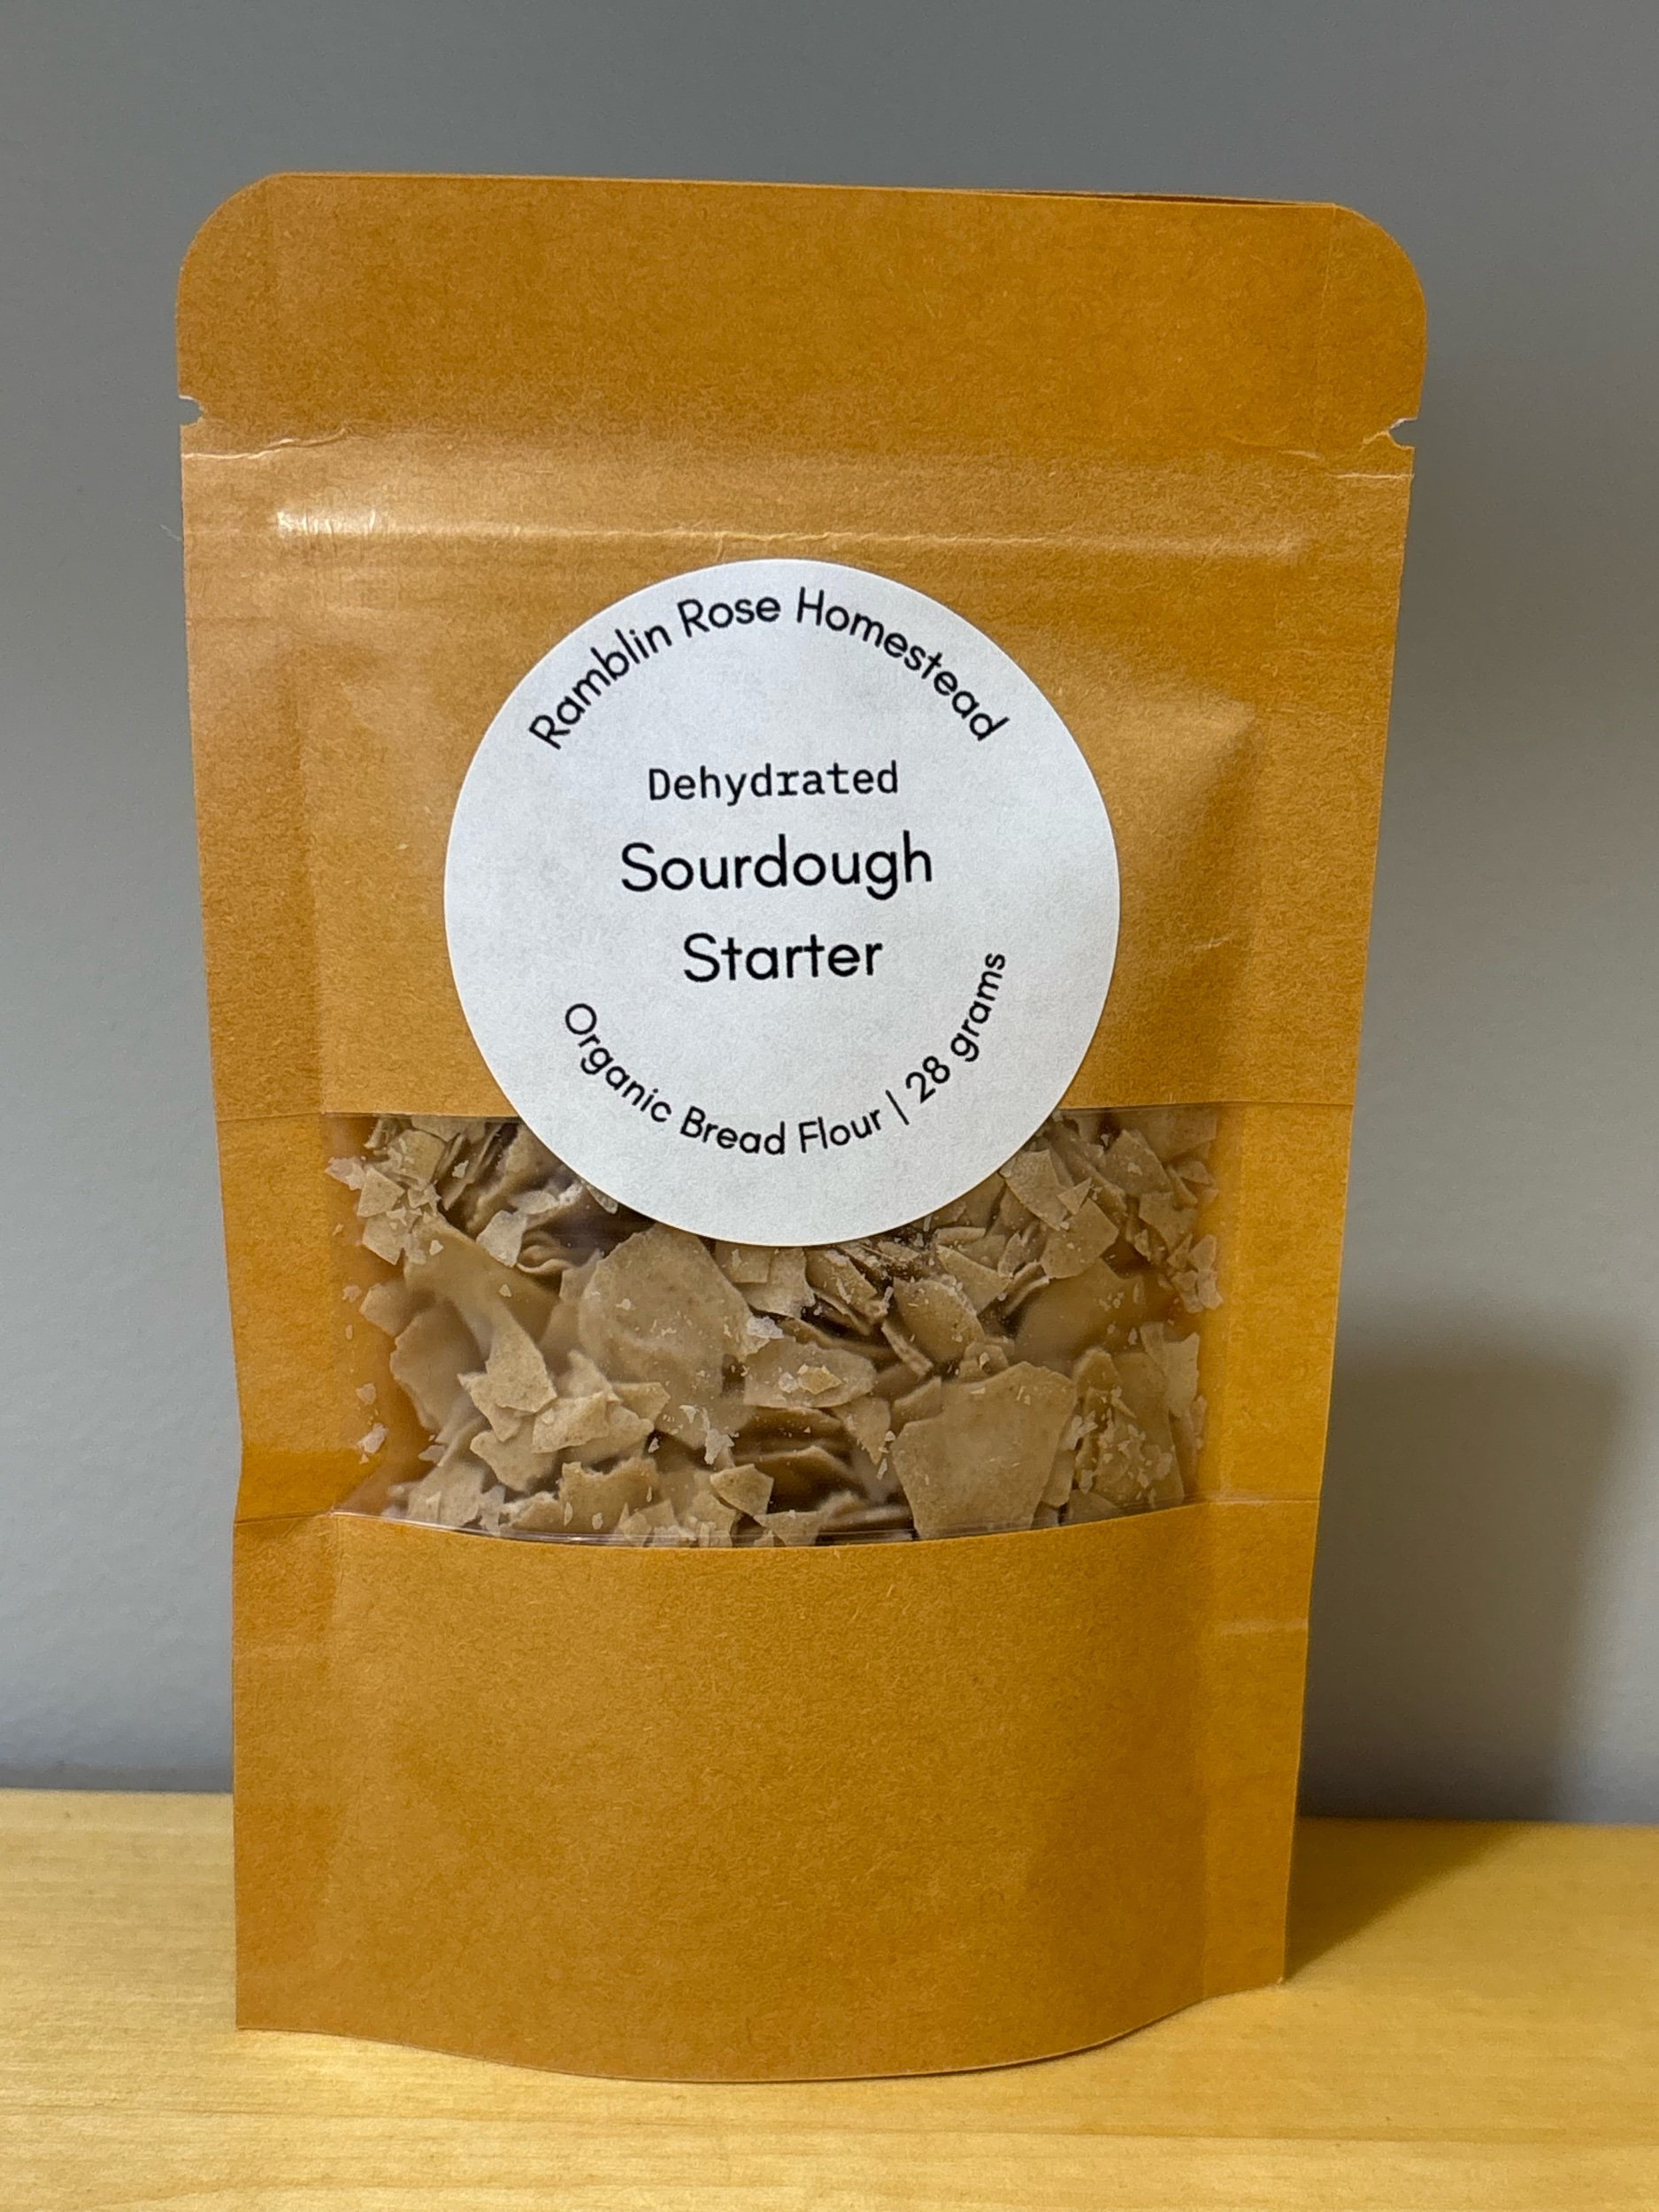 Ramblin Rose Homestead
Dehydrated
Sourdough
Starter
Organic Bread Flour | 28 grams